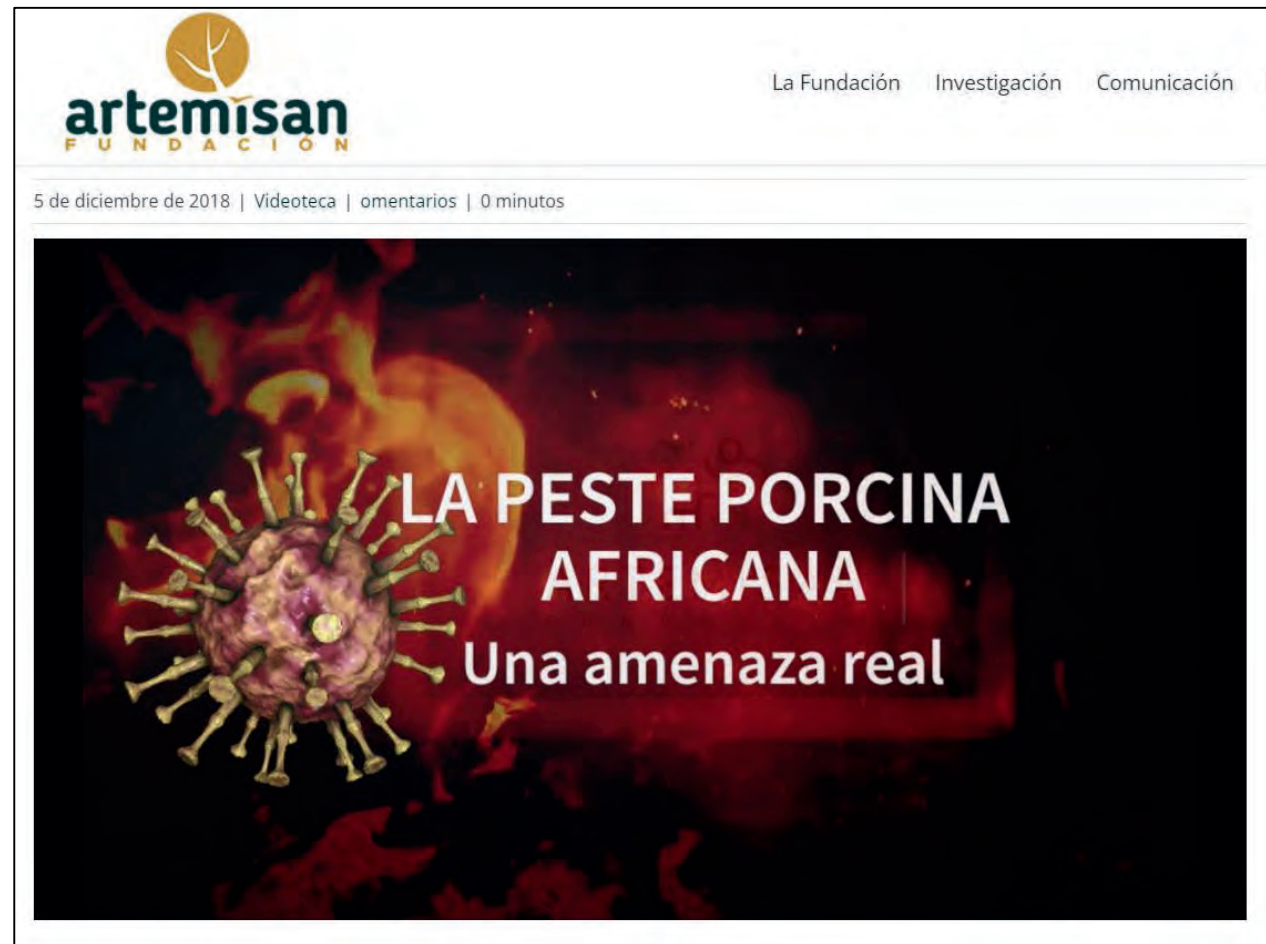 artemisan
FUNDACIÓN
La Fundación Investigación Comunicación
5 de diciembre de 2018 | Videoteca | omentarios | 0 minutos
LA PESTE PORCINA
AFRICANA
Una amenaza real